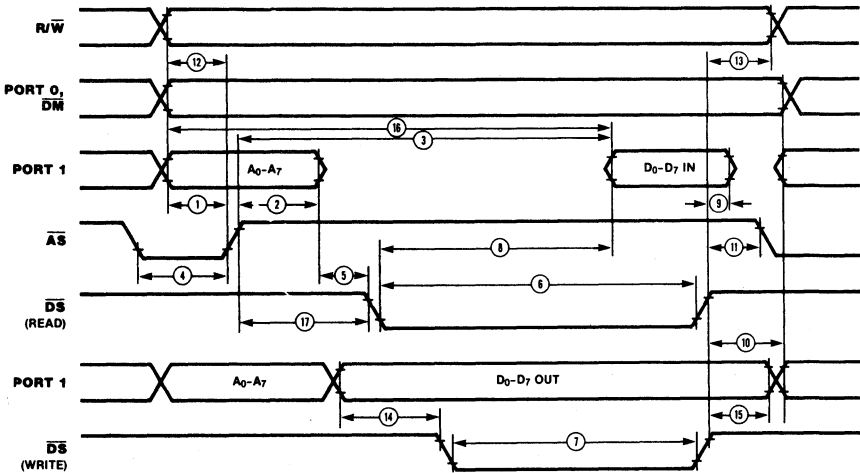 R/W̅
12
13
PORT 0,
D̅M̅
16
3
PORT 1
A₀–A₇
D₀–D₇ IN
1
2
9
A̅S̅
8
11
4
5
6
D̅S̅
(READ)
17
10
PORT 1
A₀–A₇
D₀–D₇ OUT
14
15
7
D̅S̅
(WRITE)